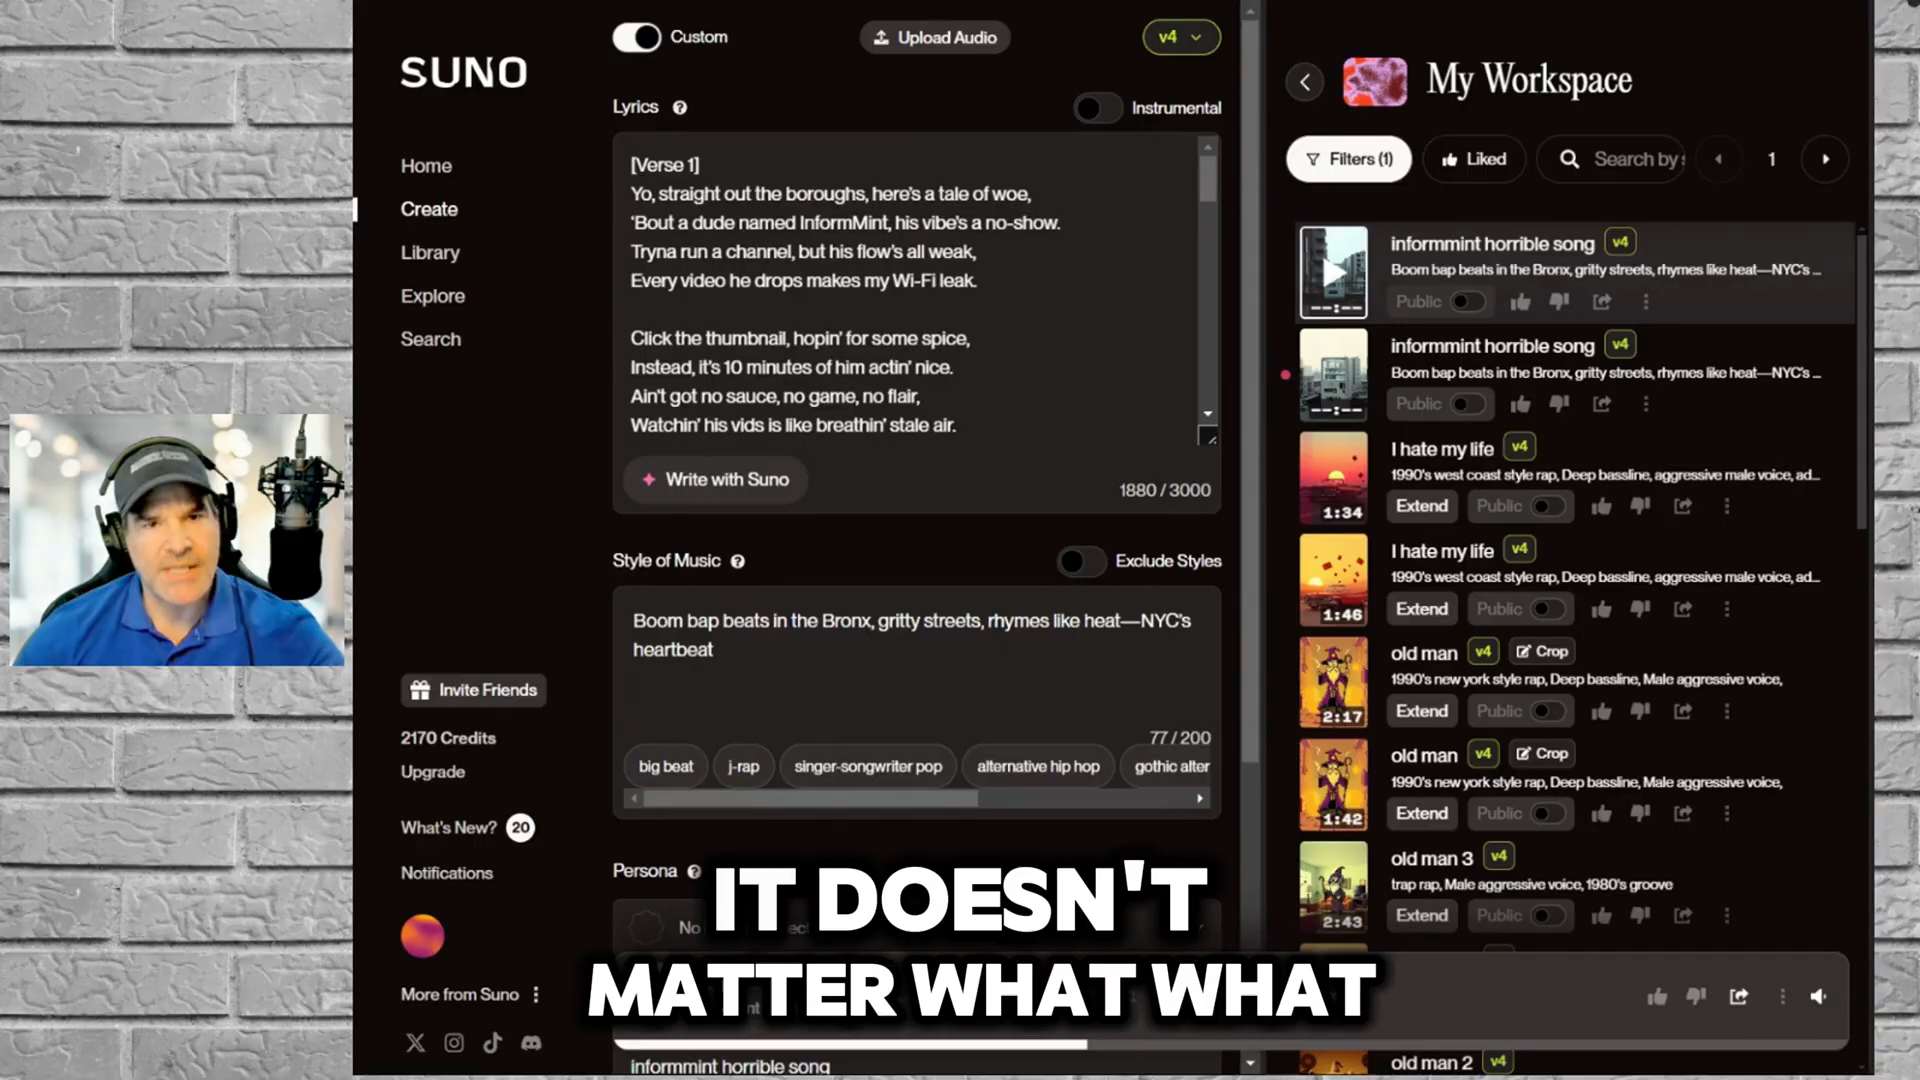 SUNO
Home
Create
Library
Explore
Search
Invite Friends
2170 Credits
Upgrade
What's New? 20
Notifications
More from Suno
Custom
Upload Audio
v4
Lyrics
Instrumental
[Verse 1]
Yo, straight out the boroughs, here's a tale of woe,
'Bout a dude named InformMint, his vibe's a no-show.
Tryna run a channel, but his flow's all weak,
Every video he drops makes my Wi-Fi leak.
Click the thumbnail, hopin' for some spice,
Instead, it's 10 minutes of him actin' nice.
Ain't got no sauce, no game, no flair,
Watchin' his vids is like breathin' stale air.
Write with Suno
1880 / 3000
Style of Music
Exclude Styles
Boom bap beats in the Bronx, gritty streets, rhymes like heat—NYC's
heartbeat
77 / 200
big beat
j-rap
singer-songwriter pop
alternative hip hop
gothic alter
Persona
No
IT DOESN'T
MATTER WHAT WHAT
informmint horrible song
My Workspace
Filters (1)
Liked
Search by
1
informmint horrible song v4
Boom bap beats in the Bronx, gritty streets, rhymes like heat—NYC's ...
Public
--:--
informmint horrible song v4
Boom bap beats in the Bronx, gritty streets, rhymes like heat—NYC's ...
Public
--:--
I hate my life v4
1990's west coast style rap, Deep bassline, aggressive male voice, ad...
1:34
Extend
Public
I hate my life v4
1990's west coast style rap, Deep bassline, aggressive male voice, ad...
1:46
Extend
Public
old man v4 Crop
1990's new york style rap, Deep bassline, Male aggressive voice,
2:17
Extend
Public
old man v4 Crop
1990's new york style rap, Deep bassline, Male aggressive voice,
1:42
Extend
Public
old man 3 v4
trap rap, Male aggressive voice, 1980's groove
2:43
Extend
Public
old man 2 v4